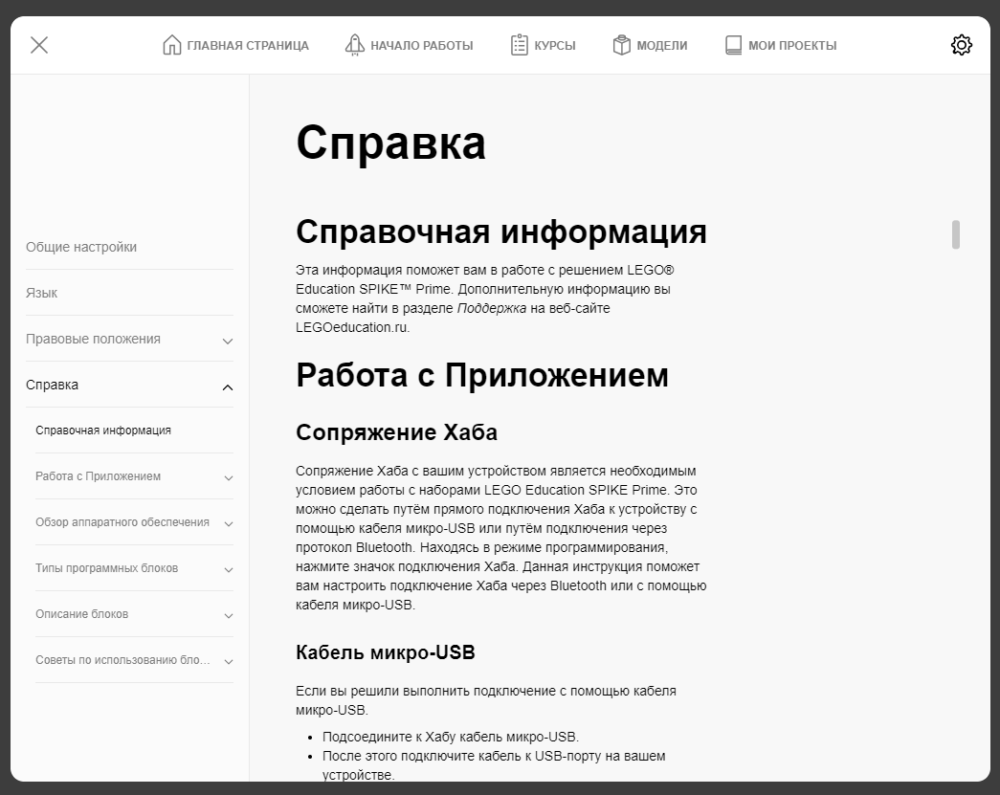 ГЛАВНАЯ СТРАНИЦА
НАЧАЛО РАБОТЫ
КУРСЫ
МОДЕЛИ
МОИ ПРОЕКТЫ
Общие настройки
Язык
Правовые положения
Справка
Справочная информация
Работа с Приложением
Обзор аппаратного обеспечения
Типы программных блоков
Описание блоков
Советы по использованию бло...
Справка
Справочная информация
Эта информация поможет вам в работе с решением LEGO®
Education SPIKE™ Prime. Дополнительную информацию вы
сможете найти в разделе Поддержка на веб-сайте
LEGOeducation.ru.
Работа с Приложением
Сопряжение Хаба
Сопряжение Хаба с вашим устройством является необходимым
условием работы с наборами LEGO Education SPIKE Prime. Это
можно сделать путём прямого подключения Хаба к устройству с
помощью кабеля микро-USB или путём подключения через
протокол Bluetooth. Находясь в режиме программирования,
нажмите значок подключения Хаба. Данная инструкция поможет
вам настроить подключение Хаба через Bluetooth или с помощью
кабеля микро-USB.
Кабель микро-USB
Если вы решили выполнить подключение с помощью кабеля
микро-USB.
• Подсоедините к Хабу кабель микро-USB.
• После этого подключите кабель к USB-порту на вашем
устройстве.